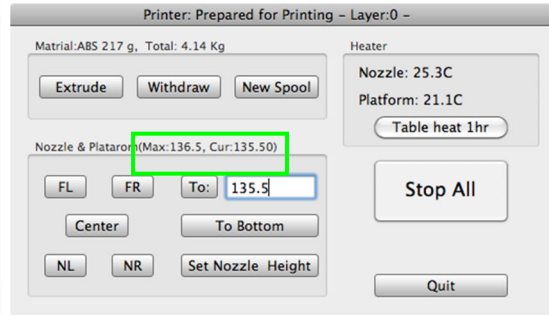 Printer: Prepared for Printing - Layer:0 -
Matrial:ABS 217 g, Total: 4.14 Kg
Extrude
Withdraw
New Spool
Heater
Nozzle: 25.3C
Platform: 21.1C
Table heat 1hr
Nozzle & Platarom(Max:136.5, Cur:135.50)
FL
FR
To:
135.5
Center
To Bottom
NL
NR
Set Nozzle Height
Stop All
Quit